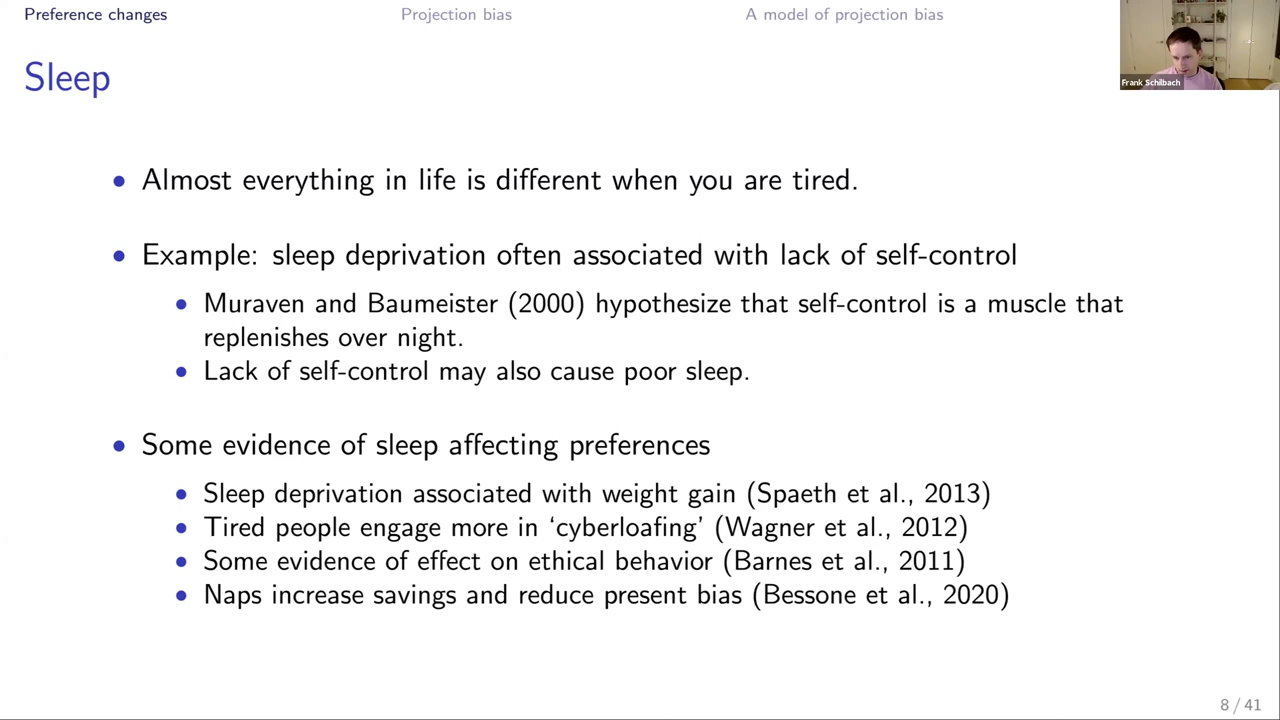 Preference changes
Projection bias
A model of projection bias
Frank Schilbach
Sleep
• Almost everything in life is different when you are tired.
• Example: sleep deprivation often associated with lack of self-control
• Muraven and Baumeister (2000) hypothesize that self-control is a muscle that
replenishes over night.
• Lack of self-control may also cause poor sleep.
• Some evidence of sleep affecting preferences
• Sleep deprivation associated with weight gain (Spaeth et al., 2013)
• Tired people engage more in ‘cyberloafing’ (Wagner et al., 2012)
• Some evidence of effect on ethical behavior (Barnes et al., 2011)
• Naps increase savings and reduce present bias (Bessone et al., 2020)
8 / 41